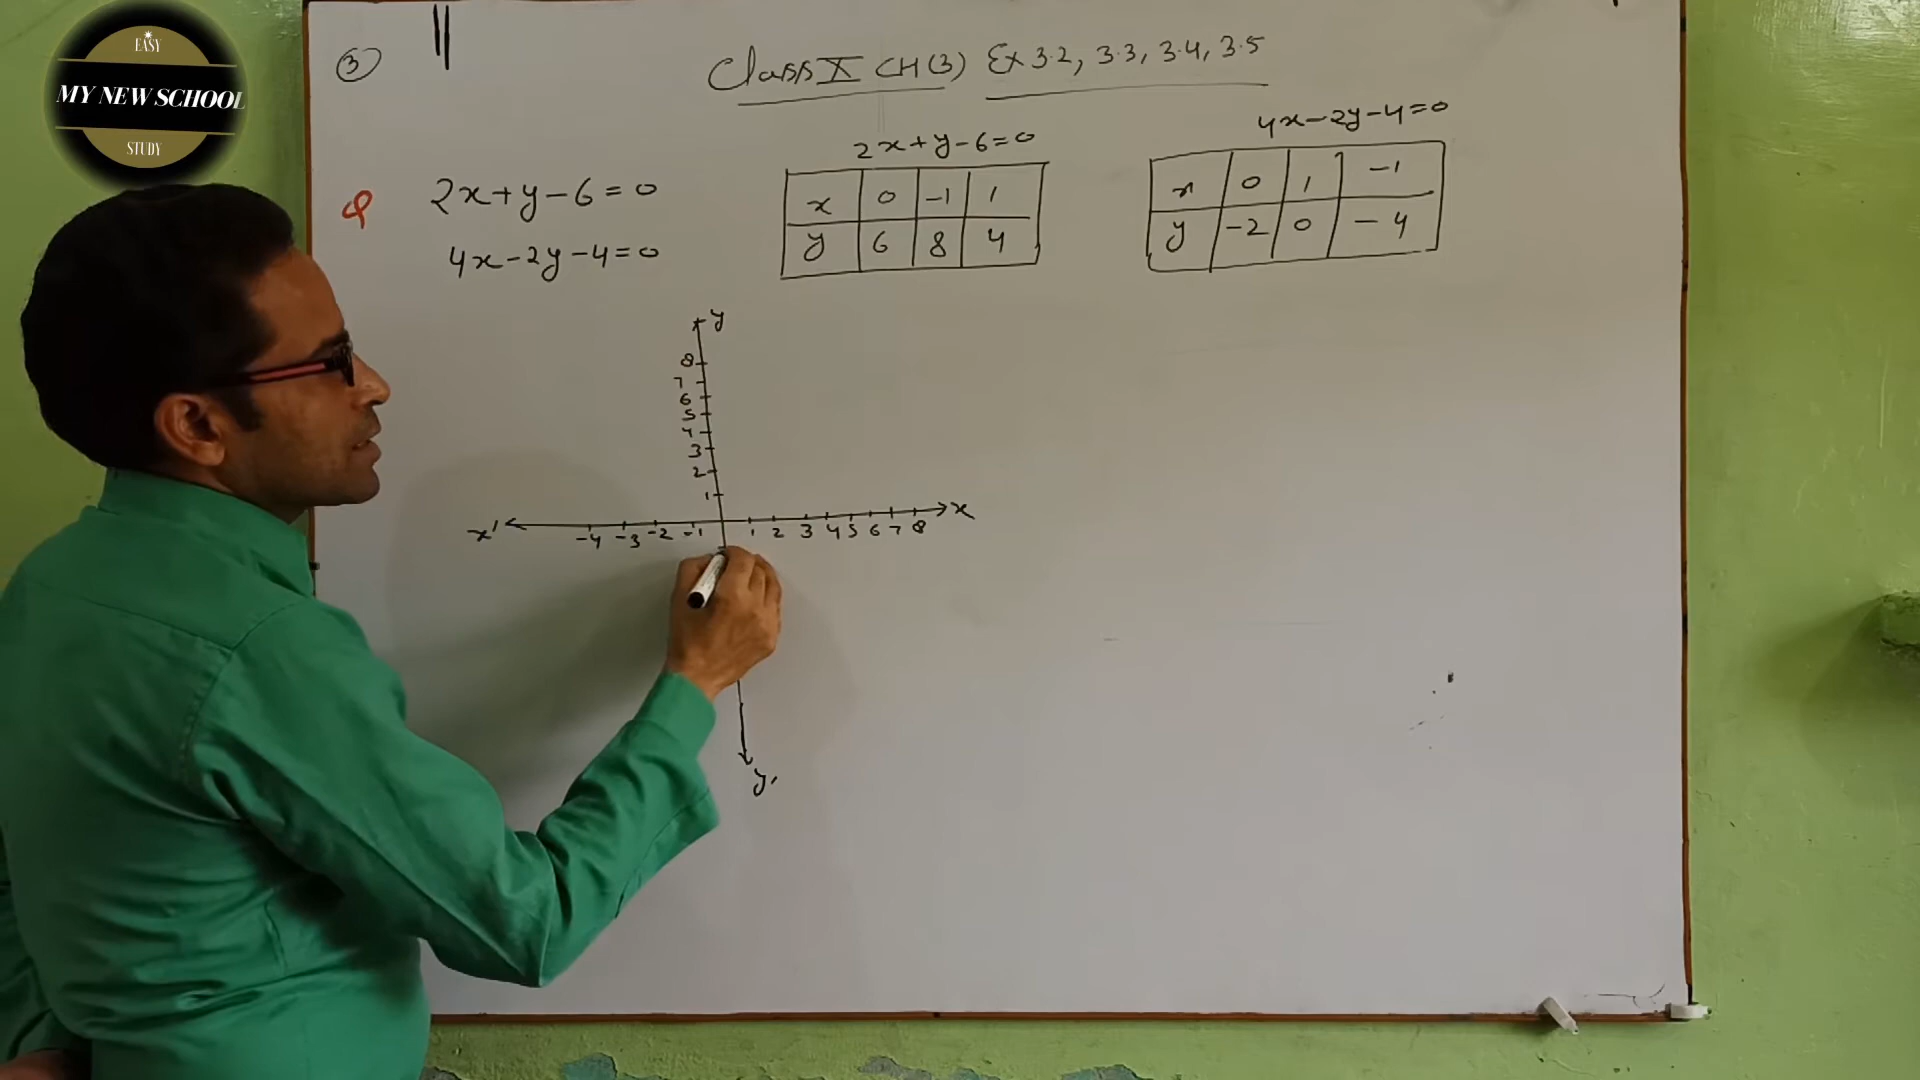 EASY
MY NEW SCHOOL
STUDY
3
Class X CH(3) Ex 3.2, 3.3, 3.4, 3.5
Q 2x+y-6=0
4x-2y-4=0
2x+y-6=0
x 0 -1 1
y 6 8 4
4x-2y-4=0
x 0 1 -1
y -2 0 -4
y
8
7
6
5
4
3
2
1
x' -4 -3 -2 -1 1 2 3 4 5 6 7 8 x
y'